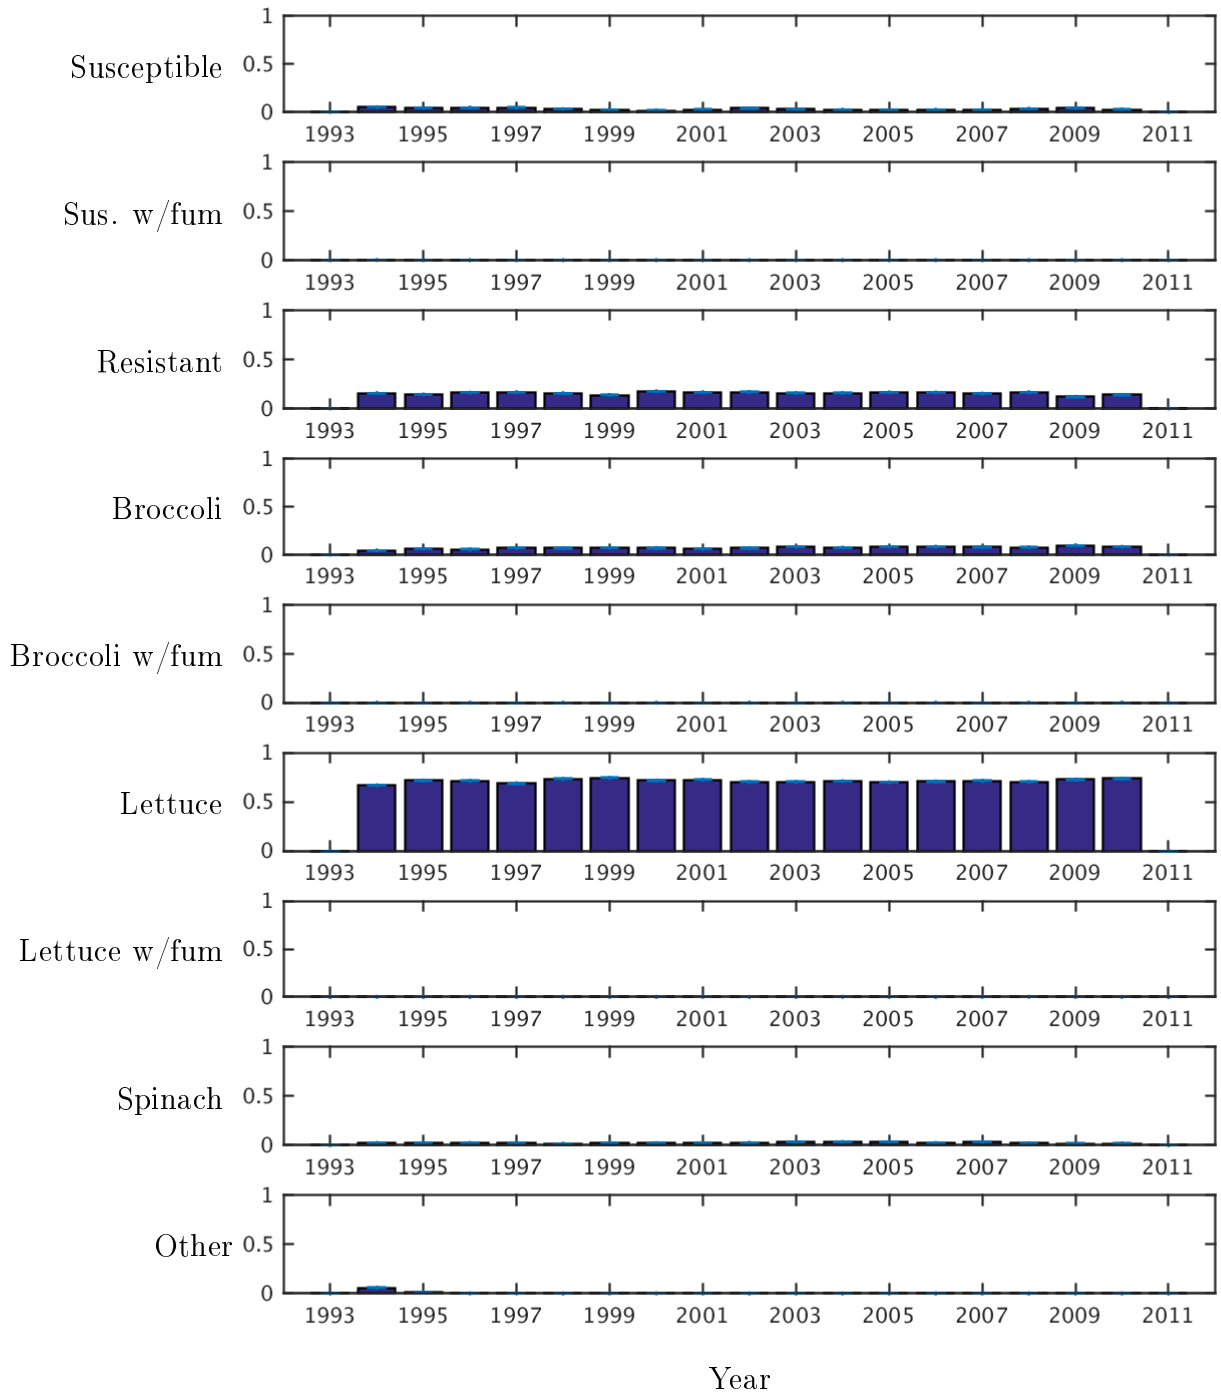 1
Susceptible 0.5
0
1993 1995 1997 1999 2001 2003 2005 2007 2009 2011
1
Sus. w/fum 0.5
0
1993 1995 1997 1999 2001 2003 2005 2007 2009 2011
1
Resistant 0.5
0
1993 1995 1997 1999 2001 2003 2005 2007 2009 2011
1
Broccoli 0.5
0
1993 1995 1997 1999 2001 2003 2005 2007 2009 2011
1
Broccoli w/fum 0.5
0
1993 1995 1997 1999 2001 2003 2005 2007 2009 2011
1
Lettuce 0.5
0
1993 1995 1997 1999 2001 2003 2005 2007 2009 2011
1
Lettuce w/fum 0.5
0
1993 1995 1997 1999 2001 2003 2005 2007 2009 2011
1
Spinach 0.5
0
1993 1995 1997 1999 2001 2003 2005 2007 2009 2011
1
Other 0.5
0
1993 1995 1997 1999 2001 2003 2005 2007 2009 2011
Year